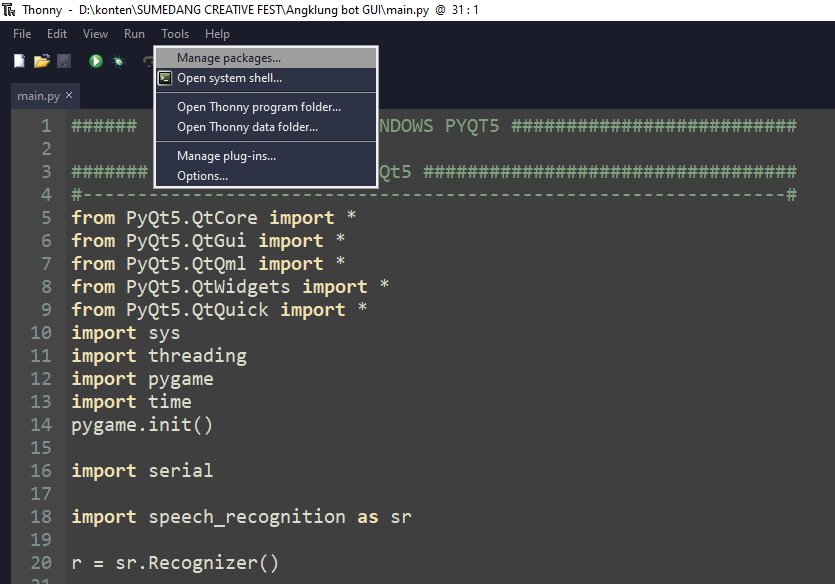 Thonny - D:\konten\SUMEDANG CREATIVE FEST\Angklung bot GUI\main.py @ 31 : 1
File Edit View Run Tools Help
Manage packages...
Open system shell...
Open Thonny program folder...
Open Thonny data folder...
Manage plug-ins...
Options...
main.py ×
1 ###### NDOWS PYQT5 ##########################
2
3 ####### Qt5 ##################################
4 #----------------------------------------------------------------#
5 from PyQt5.QtCore import *
6 from PyQt5.QtGui import *
7 from PyQt5.QtQml import *
8 from PyQt5.QtWidgets import *
9 from PyQt5.QtQuick import *
10 import sys
11 import threading
12 import pygame
13 import time
14 pygame.init()
15
16 import serial
17
18 import speech_recognition as sr
19
20 r = sr.Recognizer()